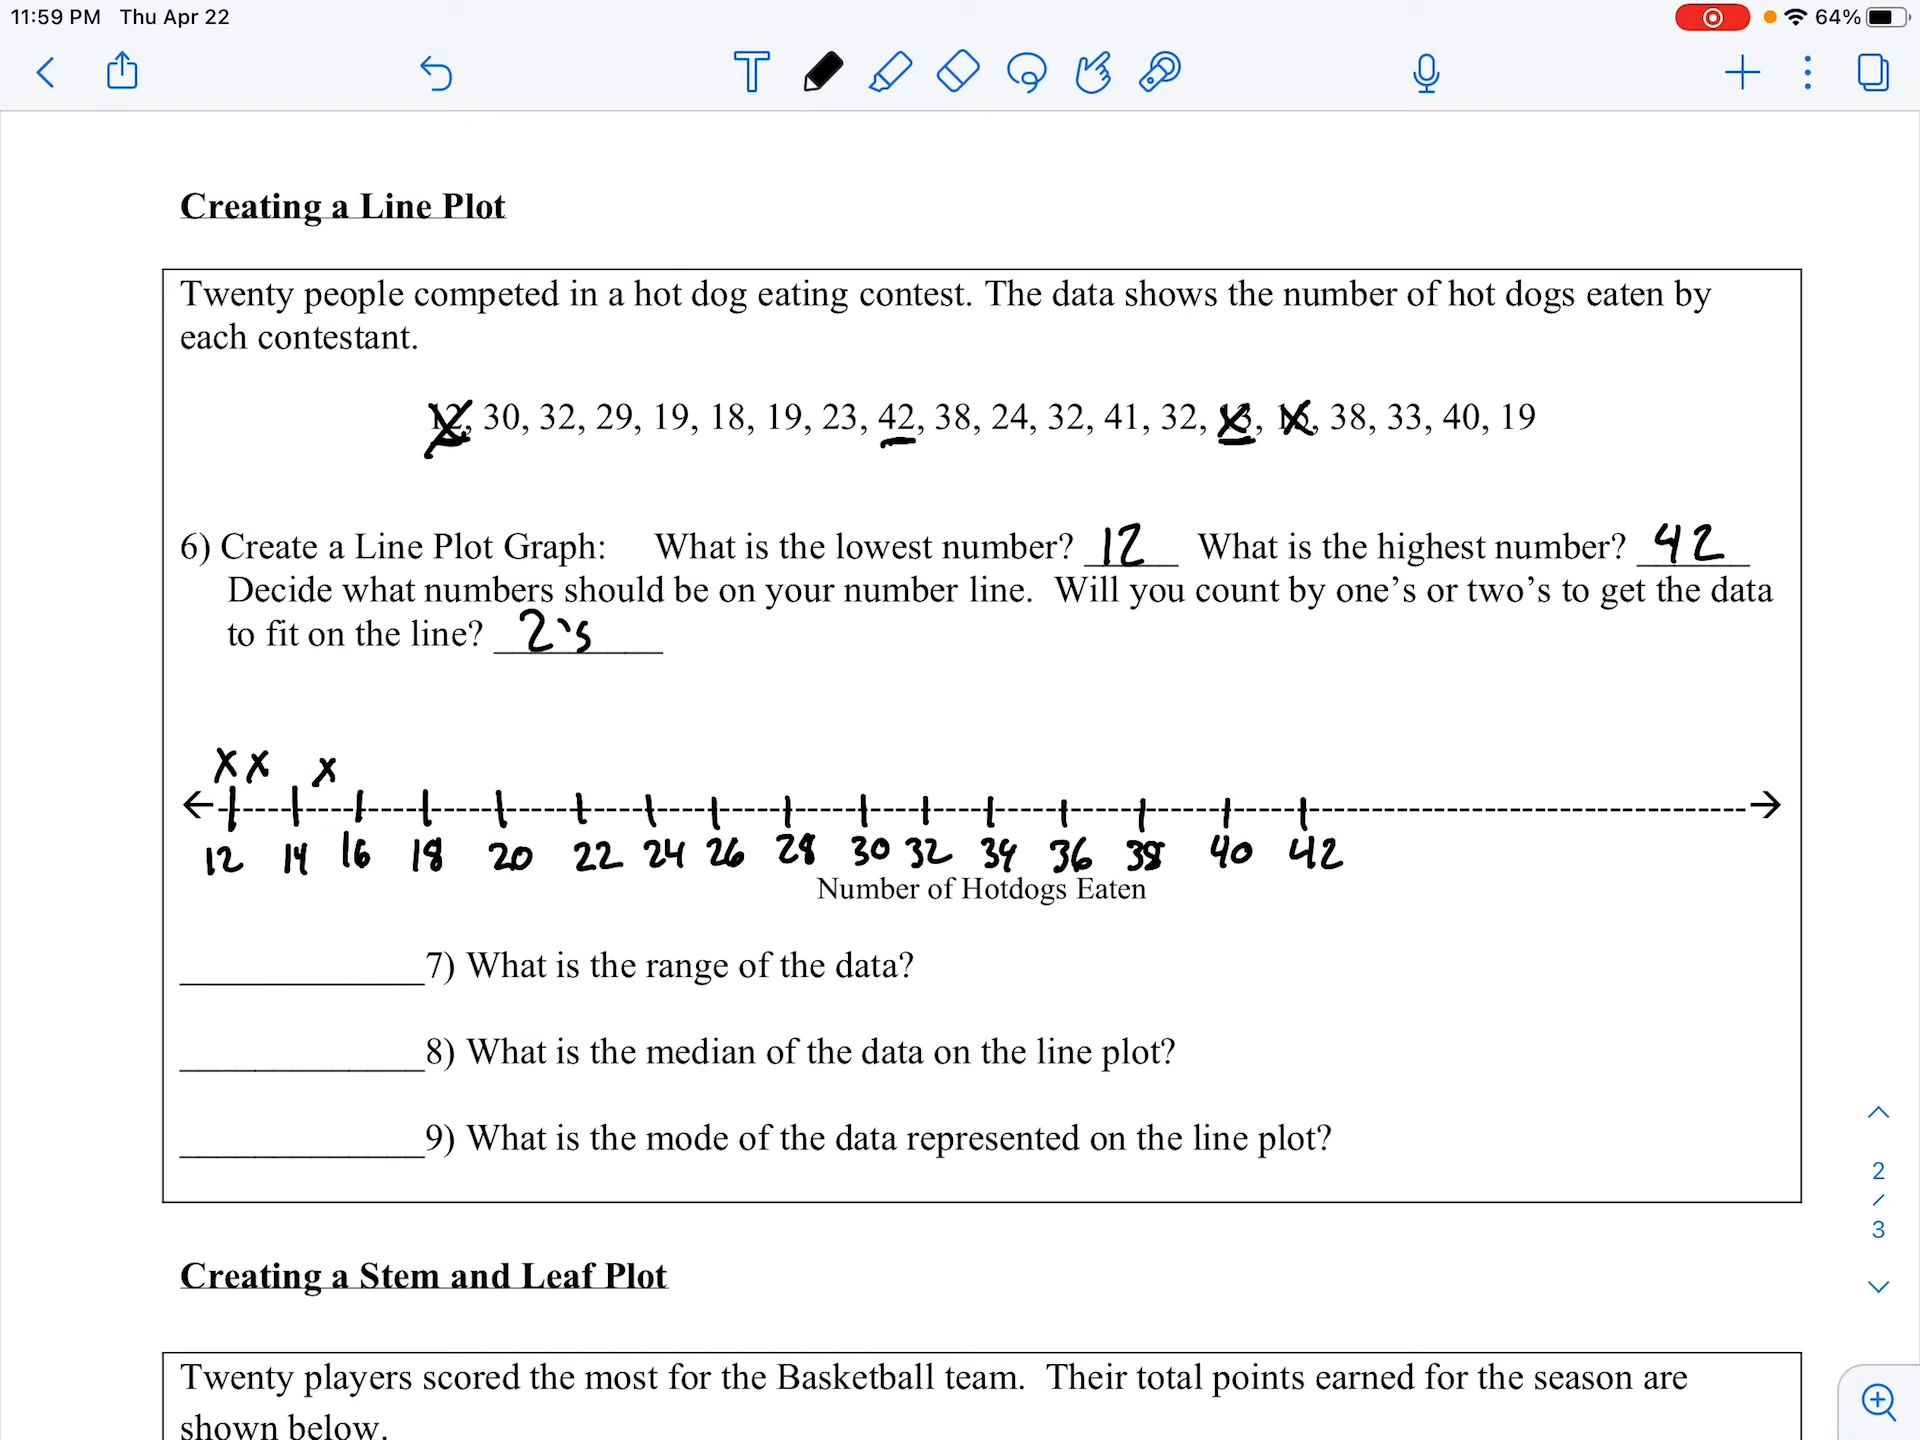 11:59 PM Thu Apr 22 64%
Creating a Line Plot
Twenty people competed in a hot dog eating contest. The data shows the number of hot dogs eaten by
each contestant.
12, 30, 32, 29, 19, 18, 19, 23, 42, 38, 24, 32, 41, 32, 13, 15, 38, 33, 40, 19
6) Create a Line Plot Graph: What is the lowest number? 12 What is the highest number? 42
Decide what numbers should be on your number line. Will you count by one’s or two’s to get the data
to fit on the line? 2's
X X X
12 14 16 18 20 22 24 26 28 30 32 34 36 38 40 42
Number of Hotdogs Eaten
7) What is the range of the data?
8) What is the median of the data on the line plot?
9) What is the mode of the data represented on the line plot?
2
/
3
Creating a Stem and Leaf Plot
Twenty players scored the most for the Basketball team. Their total points earned for the season are
shown below.